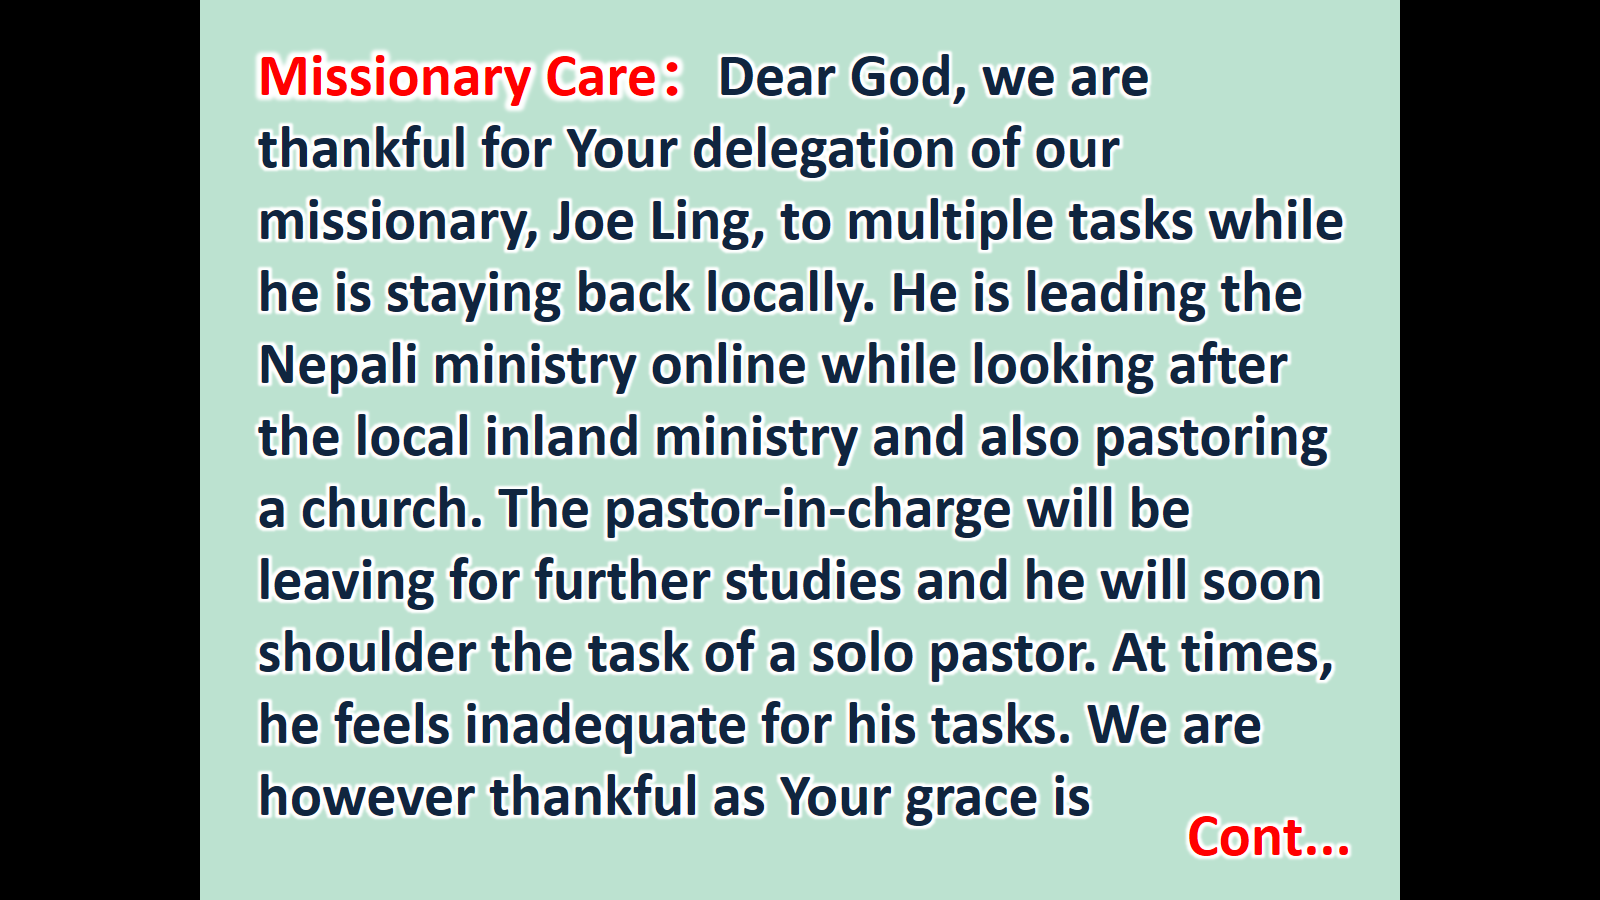 Missionary Care： Dear God, we are
thankful for Your delegation of our
missionary, Joe Ling, to multiple tasks while
he is staying back locally. He is leading the
Nepali ministry online while looking after
the local inland ministry and also pastoring
a church. The pastor-in-charge will be
leaving for further studies and he will soon
shoulder the task of a solo pastor. At times,
he feels inadequate for his tasks. We are
however thankful as Your grace is
Cont...